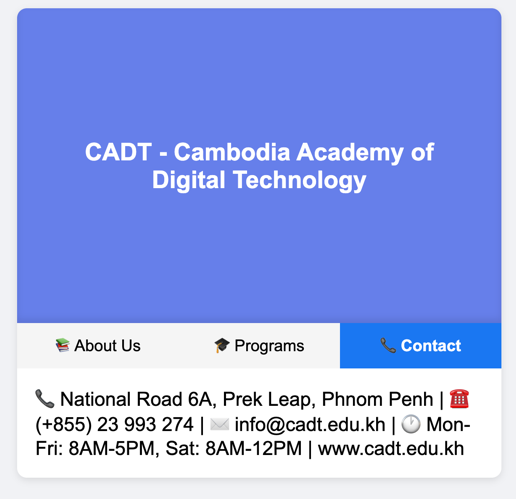 CADT - Cambodia Academy of
Digital Technology
📚 About Us
🎓 Programs
📞 Contact
📞 National Road 6A, Prek Leap, Phnom Penh | ☎️
(+855) 23 993 274 | ✉️ info@cadt.edu.kh | 🕐 Mon-
Fri: 8AM-5PM, Sat: 8AM-12PM | www.cadt.edu.kh